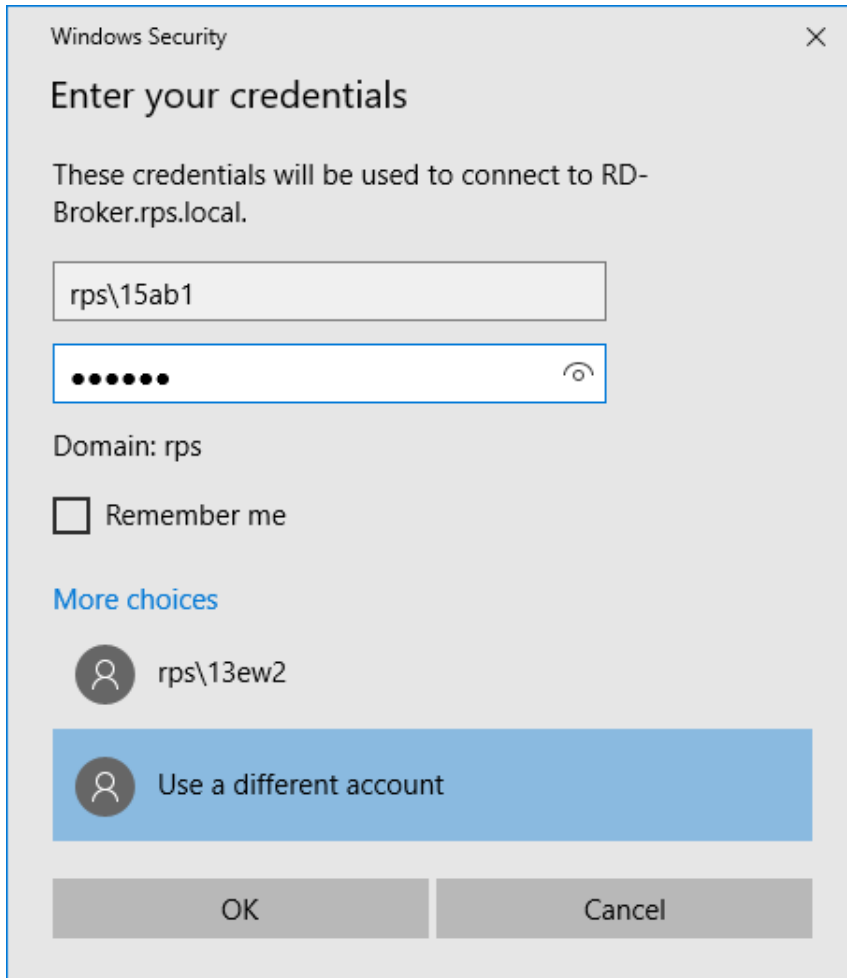 Windows Security
Enter your credentials
These credentials will be used to connect to RD-
Broker.rps.local.
rps\15ab1
••••••
Domain: rps
Remember me
More choices
rps\13ew2
Use a different account
OK
Cancel